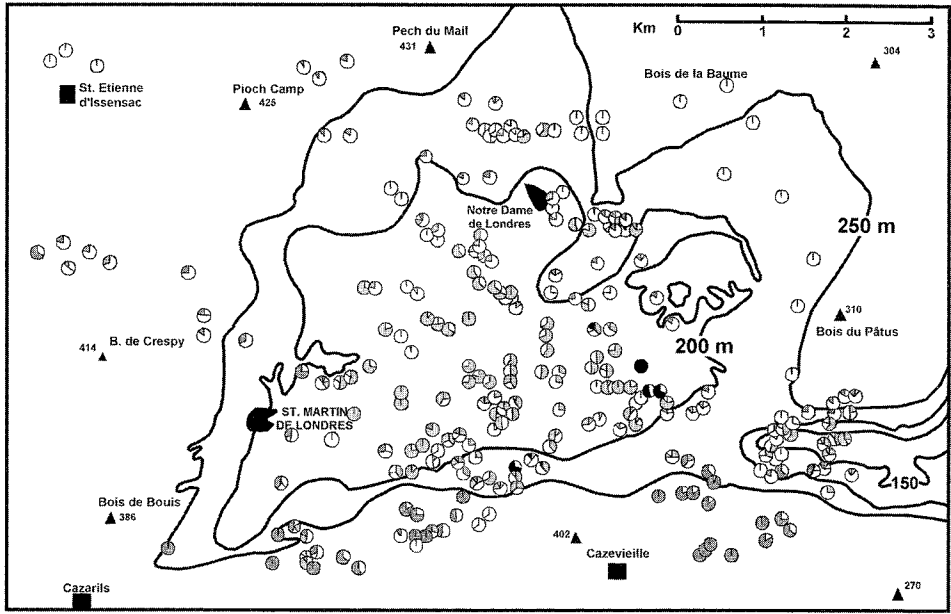 Pech du Mail
431
Km
0
1
2
3
304
St. Etienne
d'Issensac
Pioch Camp
425
Bois de la Baume
Notre Dame
de Londres
250 m
310
Bois du Pâtus
200 m
414
B. de Crespy
ST. MARTIN
DE LONDRES
150
Bois de Bouis
386
402
Cazevieille
Cazarils
270